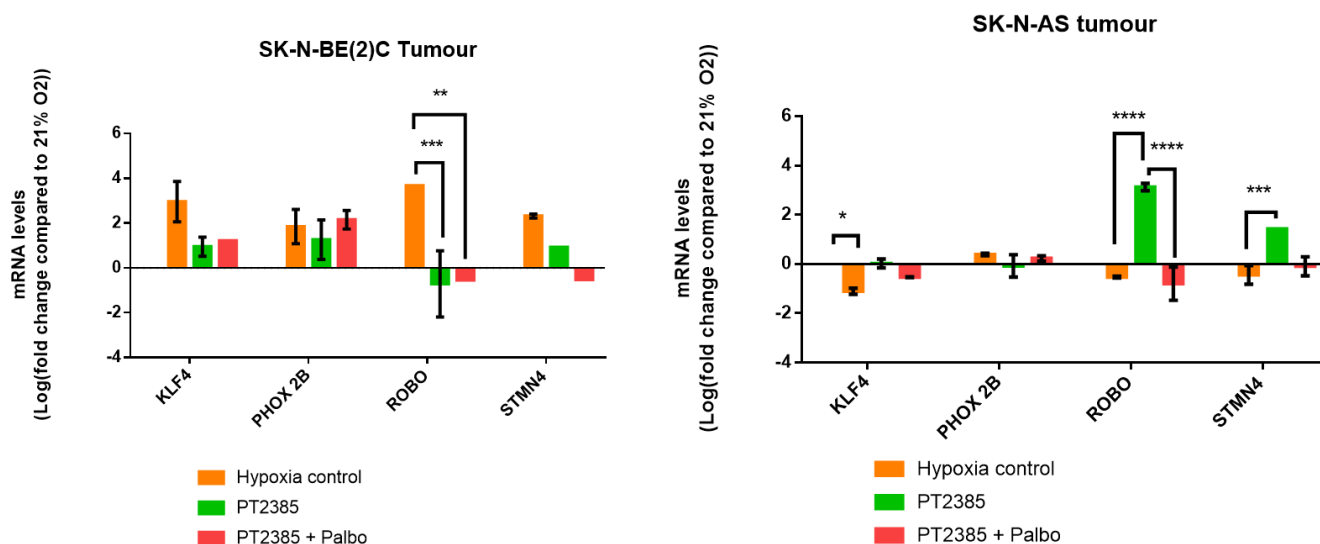 SK-N-BE(2)C Tumour
mRNA levels
(Log(fold change compared to 21% O2))
6
4
2
0
-2
-4
**
***
KLF4
PHOX 2B
ROBO
STMN4
Hypoxia control
PT2385
PT2385 + Palbo
SK-N-AS tumour
mRNA levels
(Log(fold change compared to 21% O2))
6
4
2
0
-2
-4
*
****
****
***
KLF4
PHOX 2B
ROBO
STMN4
Hypoxia control
PT2385
PT2385 + Palbo